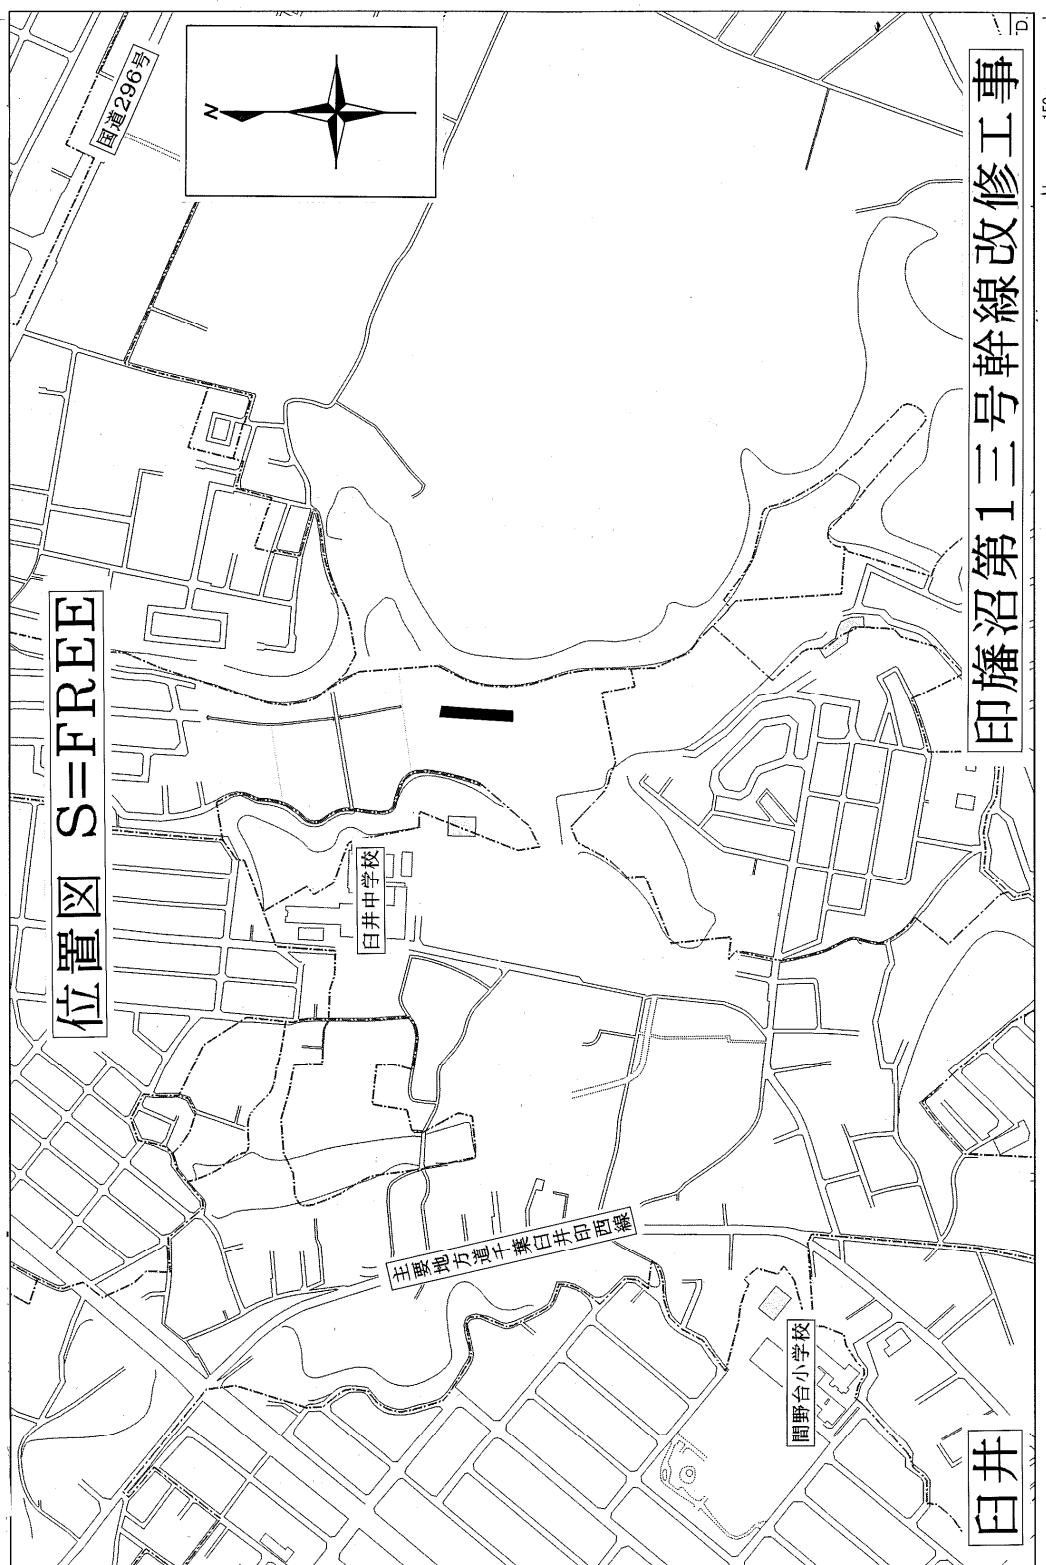 位置図 S=FREE
国道296号
N
臼井中学校
主要地方道千葉臼井印西線
間野台小学校
臼井
印旛沼第1三号幹線改修工事